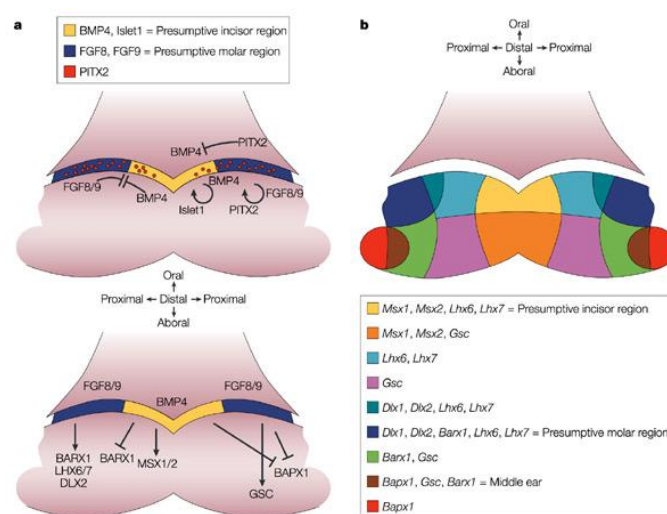 a
BMP4, Islet1 = Presumptive incisor region
FGF8, FGF9 = Presumptive molar region
PITX2
PITX2
BMP4
FGF8/9
BMP4
BMP4
Islet1
PITX2
FGF8/9
Oral
Proximal Distal Proximal
Aboral
FGF8/9
BMP4
FGF8/9
BARX1
LHX6/7
DLX2
BARX1
MSX1/2
BAPX1
GSC
b
Oral
Proximal Distal Proximal
Aboral
Msx1, Msx2, Lhx6, Lhx7 = Presumptive incisor region
Msx1, Msx2, Gsc
Lhx6, Lhx7
Gsc
Dlx1, Dlx2, Lhx6, Lhx7
Dlx1, Dlx2, Barx1, Lhx6, Lhx7 = Presumptive molar region
Barx1, Gsc
Bapx1, Gsc, Barx1 = Middle ear
Bapx1